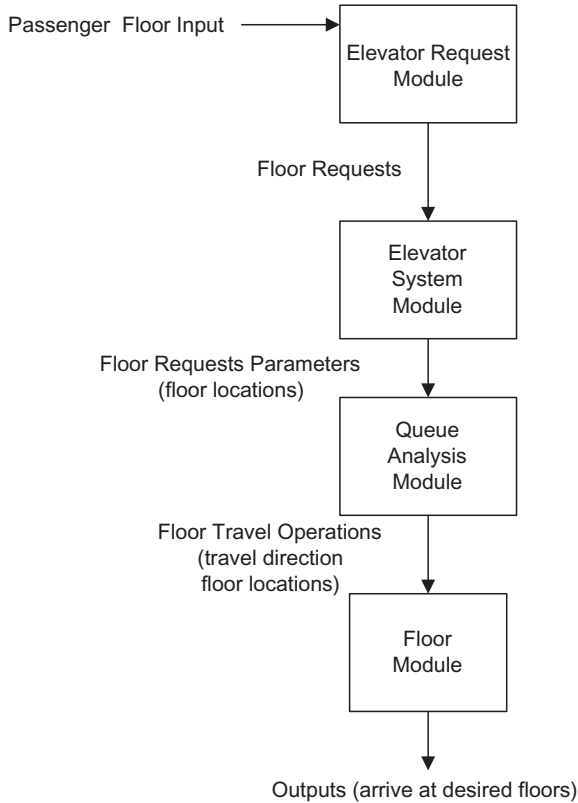 Passenger Floor Input
Elevator Request
Module
Floor Requests
Elevator
System
Module
Floor Requests Parameters
(floor locations)
Queue
Analysis
Module
Floor Travel Operations
(travel direction
floor locations)
Floor
Module
Outputs (arrive at desired floors)